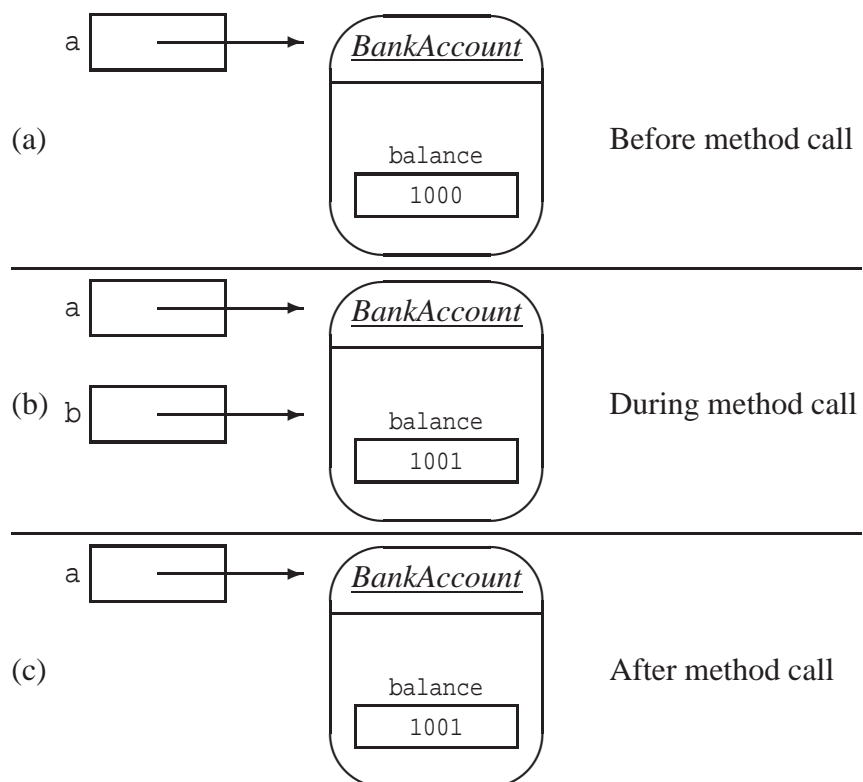 a
BankAccount
(a)
Before method call
balance
1000
a
BankAccount
(b)
b
During method call
balance
1001
a
BankAccount
(c)
After method call
balance
1001